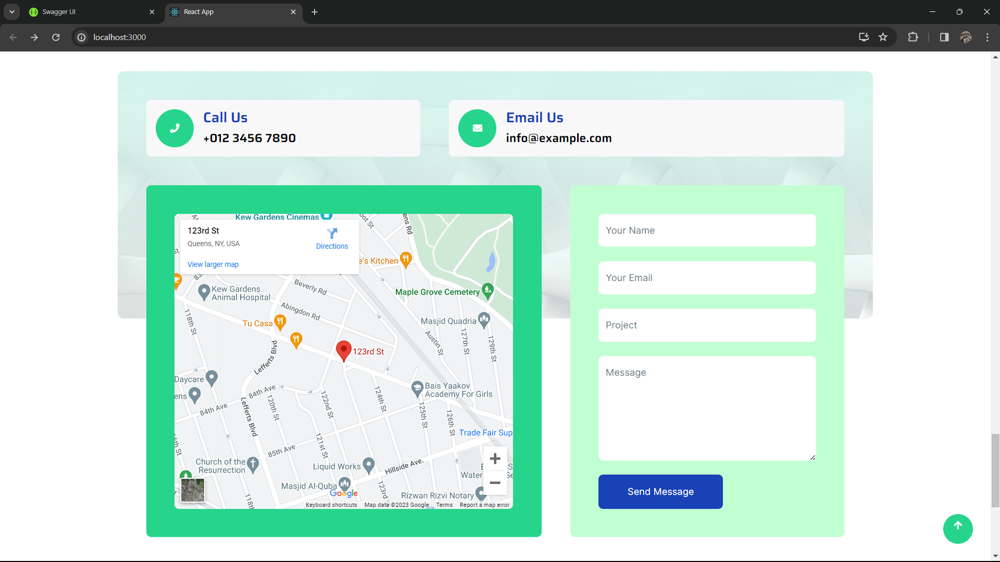 Swagger UI
React App
localhost:3000
Call Us
+012 3456 7890
Email Us
info@example.com
Kew Gardens Cinemas
123rd St
Queens, NY, USA
Directions
View larger map
e's Kitchen
Beverly Rd
Kew Gardens
Animal Hospital
Maple Grove Cemetery
Abingdon Rd
118th St
Tu Casa
Masjid Quadria
Austin St
127th St
129th St
Lefferts Blvd
123rd St
Daycare
ens
84th Ave
84th Ave
Lefferts Blvd
120th St
122nd St
124th St
Bais Yaakov
Academy For Girls
125th St
126th St
Trade Fair Sup
121st St
85th Ave
Church of the
Resurrection
Liquid Works
Hillside Ave.
Water
Masjid Al-Quba
Google
123rd S
Rizwan Rizvi Notary
118th
Keyboard shortcuts
Map data ©2023 Google
Terms
Report a map error
Your Name
Your Email
Project
Message
Send Message